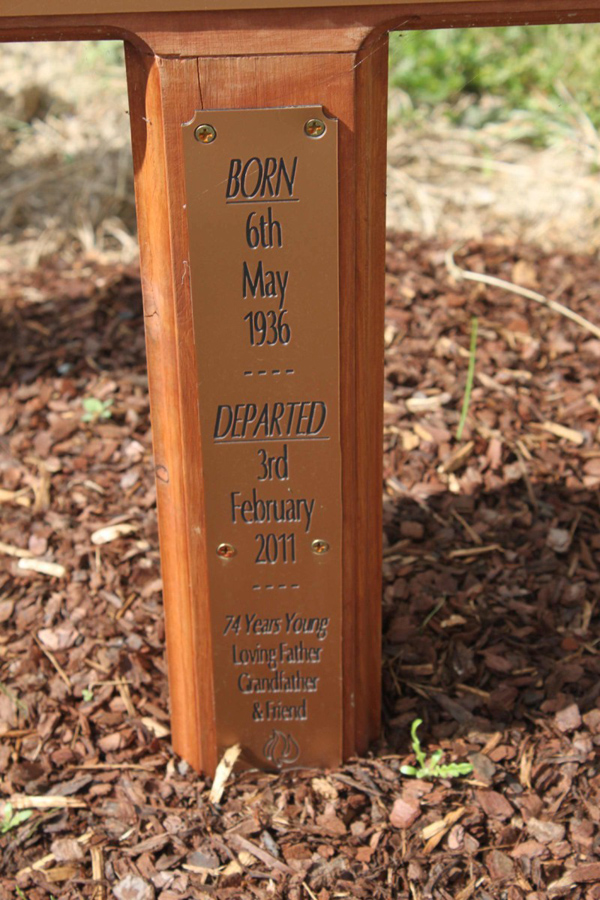 BORN
6th
May
1936
----
DEPARTED
3rd
February
2011
----
74 Years Young
Loving Father
Grandfather
& Friend